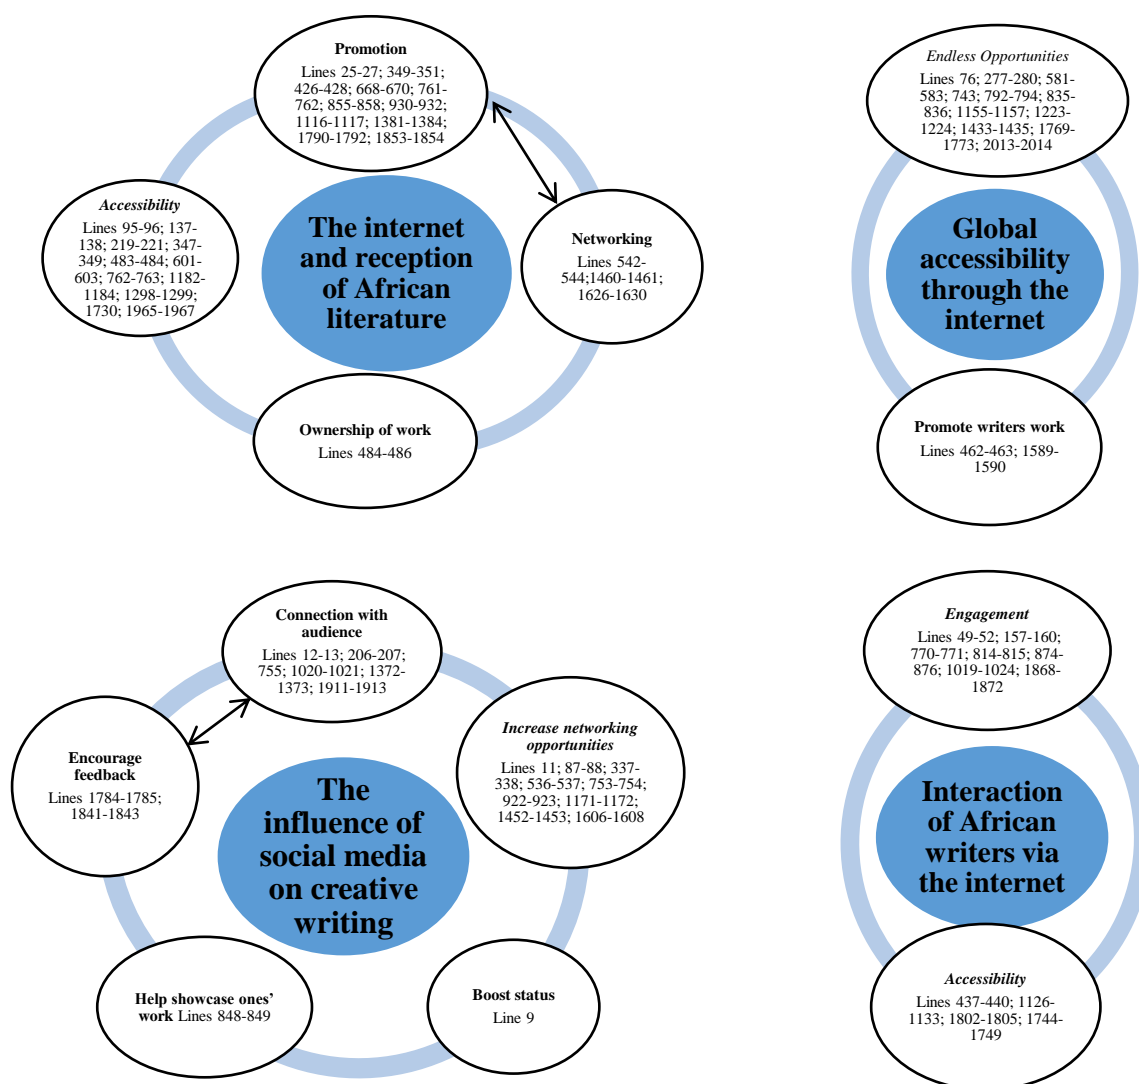 Promotion
Lines 25-27; 349-351;
426-428; 668-670; 761-
762; 855-858; 930-932;
1116-1117; 1381-1384;
1790-1792; 1853-1854
Accessibility
Lines 95-96; 137-
138; 219-221; 347-
349; 483-484; 601-
603; 762-763; 1182-
1184; 1298-1299;
1730; 1965-1967
The internet
and reception
of African
literature
Networking
Lines 542-
544;1460-1461;
1626-1630
Ownership of work
Lines 484-486
Endless Opportunities
Lines 76; 277-280; 581-
583; 743; 792-794; 835-
836; 1155-1157; 1223-
1224; 1433-1435; 1769-
1773; 2013-2014
Global
accessibility
through the
internet
Promote writers work
Lines 462-463; 1589-
1590
Connection with
audience
Lines 12-13; 206-207;
755; 1020-1021; 1372-
1373; 1911-1913
Encourage
feedback
Lines 1784-1785;
1841-1843
Increase networking
opportunities
Lines 11; 87-88; 337-
338; 536-537; 753-754;
922-923; 1171-1172;
1452-1453; 1606-1608
The
influence of
social media
on creative
writing
Help showcase ones'
work Lines 848-849
Boost status
Line 9
Engagement
Lines 49-52; 157-160;
770-771; 814-815; 874-
876; 1019-1024; 1868-
1872
Interaction
of African
writers via
the internet
Accessibility
Lines 437-440; 1126-
1133; 1802-1805; 1744-
1749